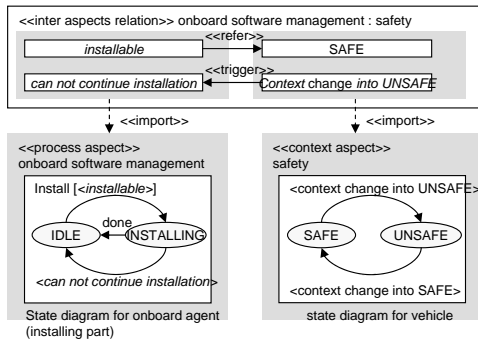 <<inter aspects relation>> onboard software management : safety
<<refer>>
installable
SAFE
<<trigger>>
can not continue installation
Context change into UNSAFE
<<import>>
<<import>>
<<process aspect>>
onboard software management
Install [<installable>]
done
IDLE
INSTALLING
<can not continue installation>
State diagram for onboard agent
(installing part)
<<context aspect>>
safety
<context change into UNSAFE>
SAFE
UNSAFE
<context change into SAFE>
state diagram for vehicle